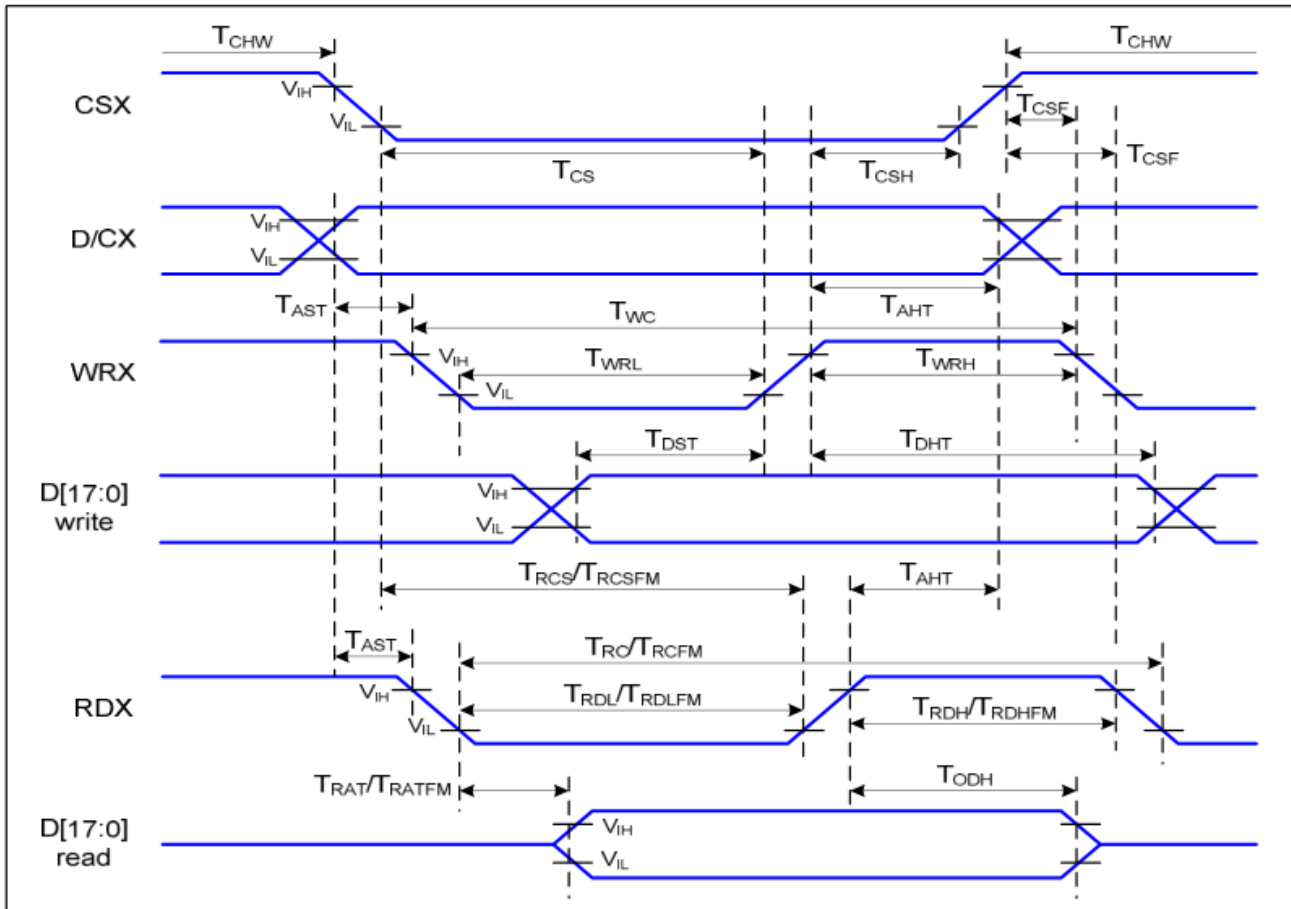 TCHW TCHW
CSX VIH TCSF
VIL TCSF
TCS TCSH
D/CX VIH
VIL
TAST TWC TAHT
WRX VIH TWRL TWRH
VIL
TDST TDHT
D[17:0] VIH
write VIL
TRCS/TRCSFM TAHT
TAST TRC/TRCFM
RDX VIH TRDL/TRDLFM TRDH/TRDHFM
VIL
TRAT/TRATFM TODH
D[17:0] VIH
read VIL